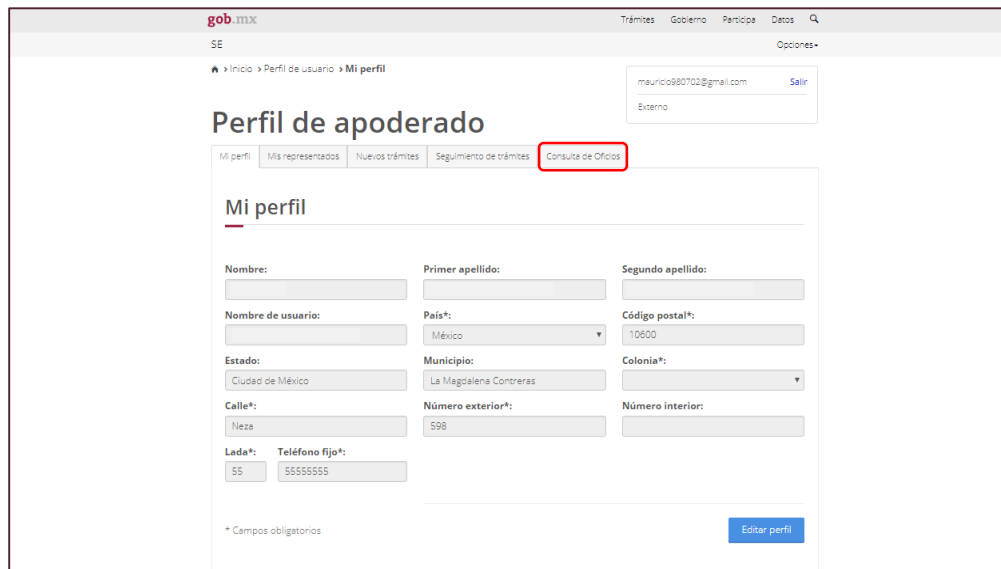 gob.mx Trámites Gobierno Participa Datos
SE Opciones
> Inicio > Perfil de usuario > Mi perfil
mauricio980702@gmail.com Salir
Externo
Perfil de apoderado
Mi perfil Mis representados Nuevos trámites Seguimiento de trámites Consulta de Oficios
Mi perfil
Nombre: Primer apellido: Segundo apellido:
Nombre de usuario: País*: Código postal*:
México 10600
Estado: Municipio: Colonia*:
Ciudad de México La Magdalena Contreras
Calle*: Número exterior*: Número interior:
Neza 598
Lada*: Teléfono fijo*:
55 55555555
* Campos obligatorios Editar perfil